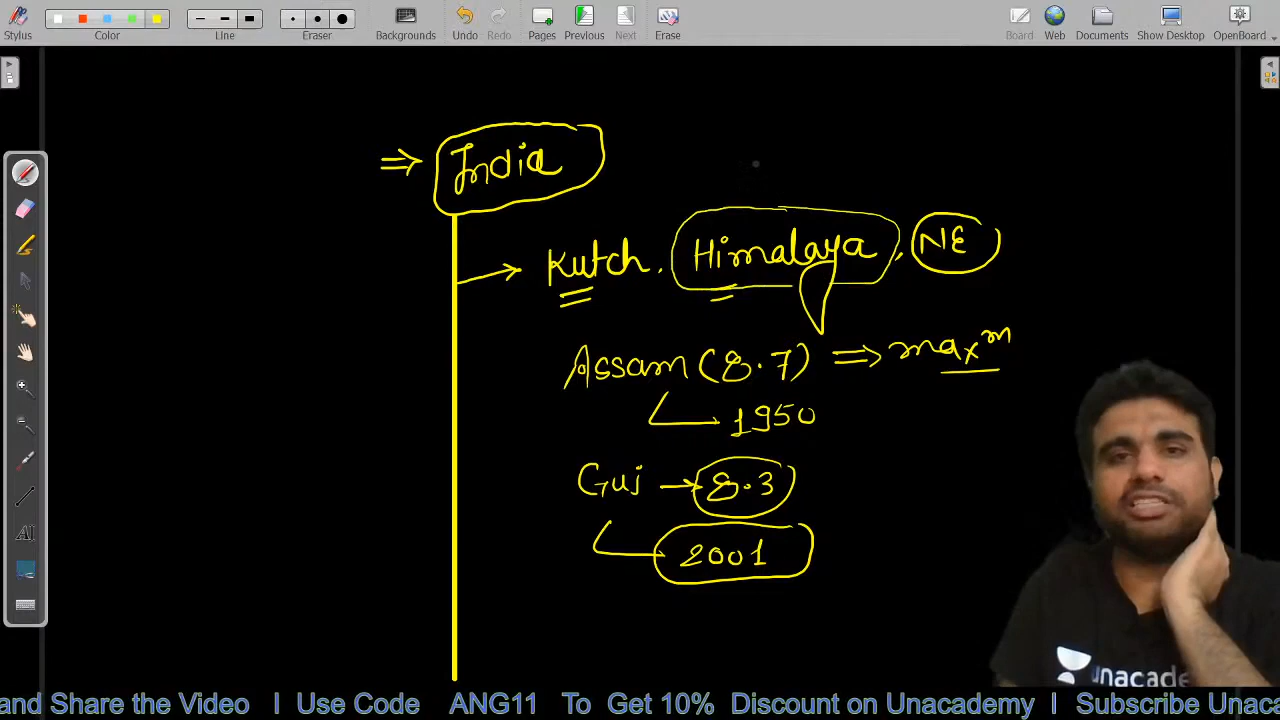 Stylus
Color
Line
Eraser
Backgrounds
Undo
Redo
Pages
Previous
Next
Erase
Board
Web
Documents
Show Desktop
OpenBoard
⇒ India
→ Kutch, Himalaya, NE
Assam (8.7) ⇒ maxᵐ
1950
Guj → 8.3
2001
unacade
and Share the Video I Use Code ANG11 To Get 10% Discount on Unacademy I Subscribe Unaca